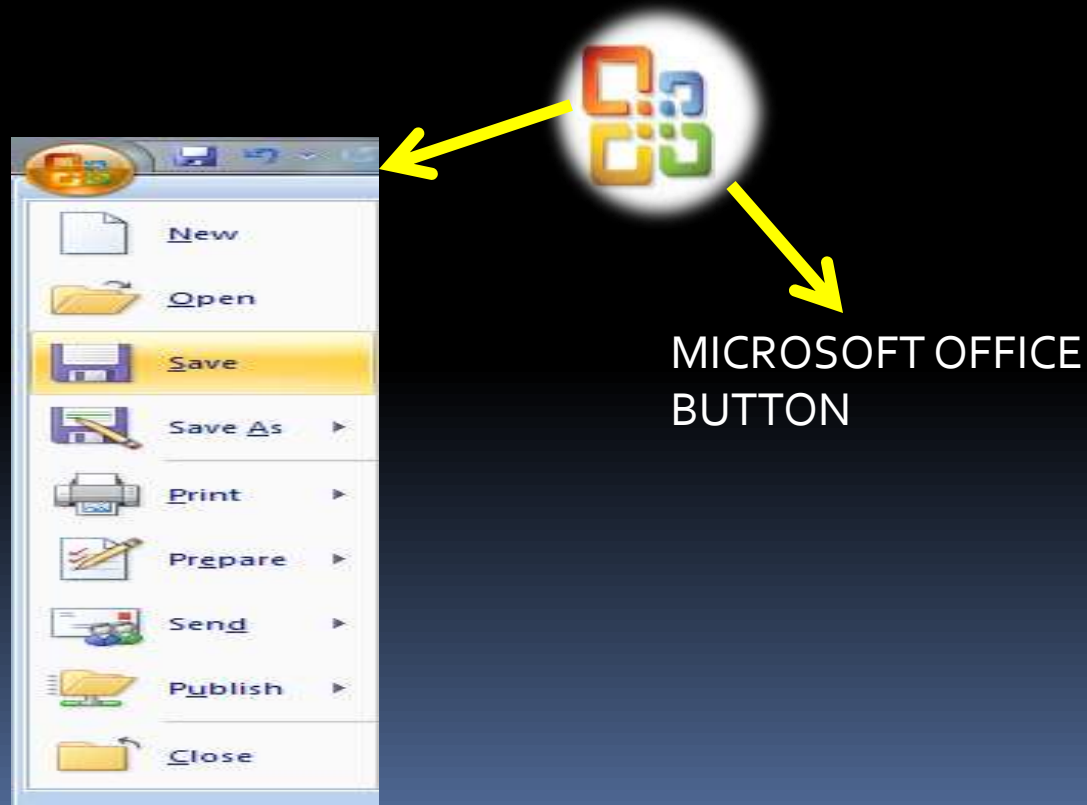 New
Open
Save
Save As
Print
Prepare
Send
Publish
Close
MICROSOFT OFFICE
BUTTON